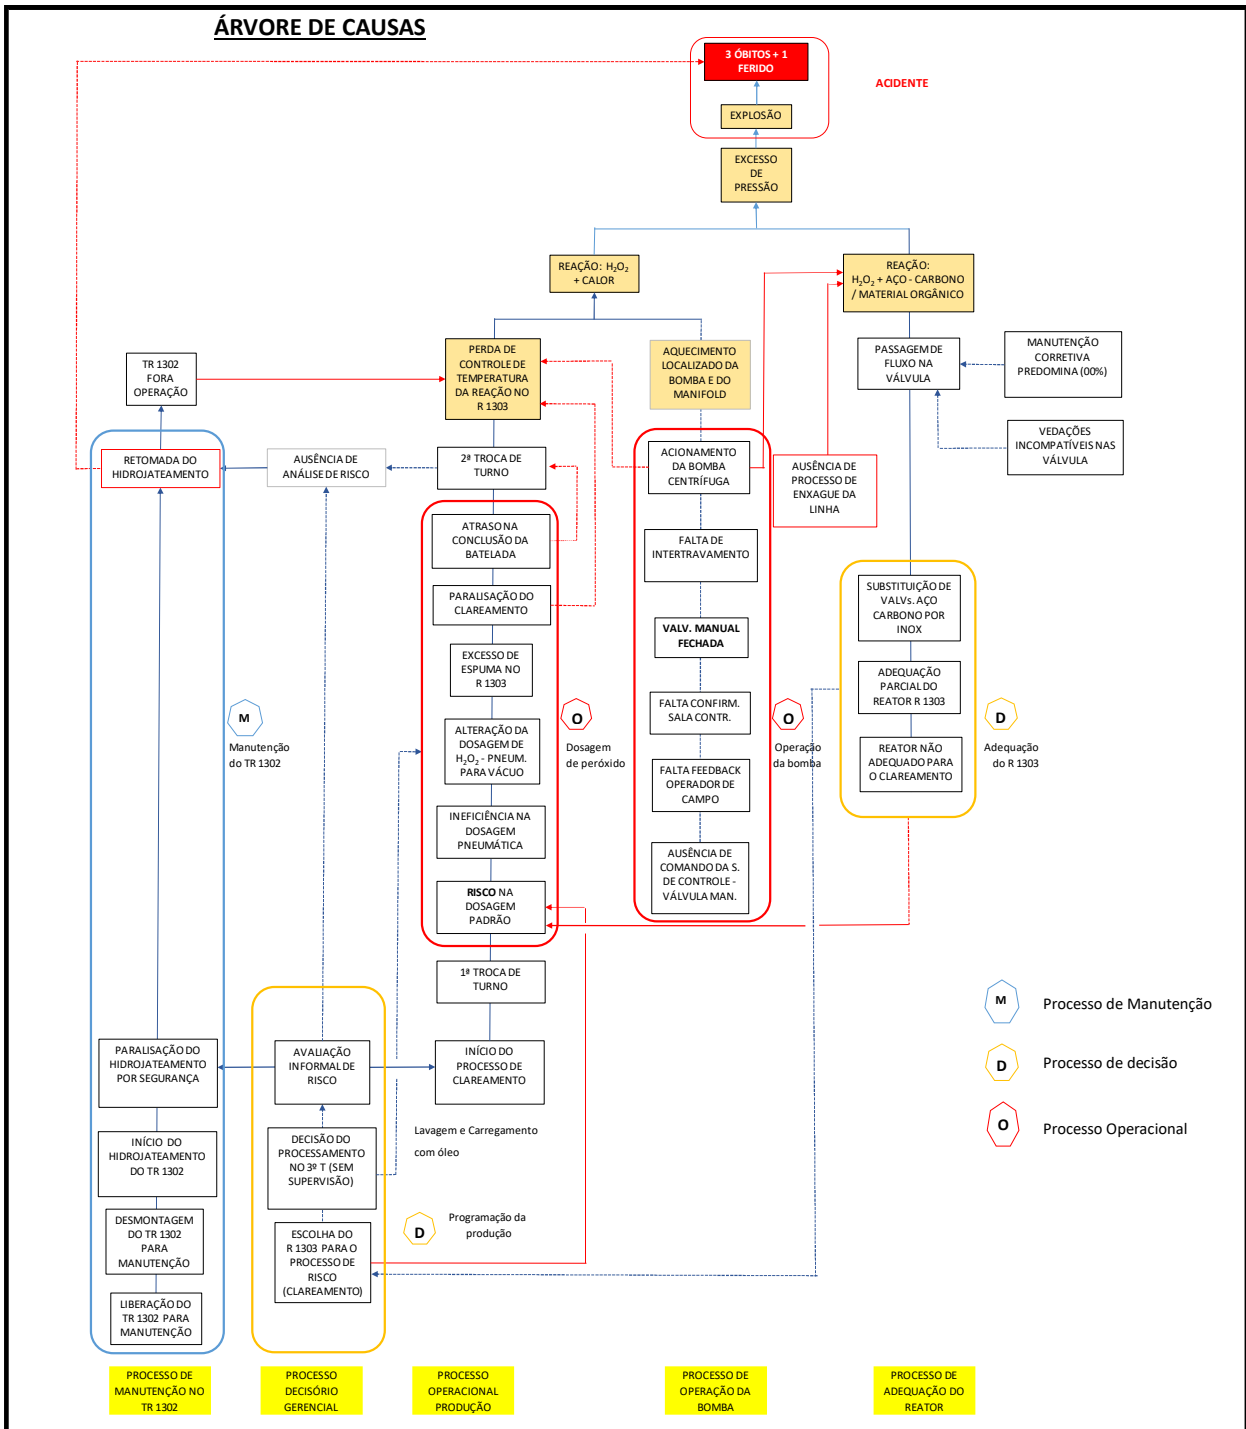 ÁRVORE DE CAUSAS
3 ÓBITOS + 1
FERIDO
ACIDENTE
EXPLOSÃO
EXCESSO
DE
PRESSÃO
REAÇÃO: H₂O₂
+ CALOR
REAÇÃO:
H₂O₂ + AÇO - CARBONO
/ MATERIAL ORGÂNICO
TR 1302
FORA
OPERAÇÃO
PERDA DE
CONTROLE DE
TEMPERATURA
DA REAÇÃO NO
R 1303
AQUECIMENTO
LOCALIZADO DA
BOMBA E DO
MANIFOLD
PASSAGEM DE
FLUXO NA
VÁLVULA
MANUTENÇÃO
CORRETIVA
PREDOMINA (00%)
VEDAÇÕES
INCOMPATÍVEIS NAS
VÁLVULA
RETOMADA DO
HIDROJATEAMENTO
AUSÊNCIA DE
ANÁLISE DE RISCO
2ª TROCA DE
TURNO
ACIONAMENTO
DA BOMBA
CENTRÍFUGA
AUSÊNCIA DE
PROCESSO DE
ENXAGUE DA
LINHA
ATRASO NA
CONCLUSÃO DA
BATELADA
FALTA DE
INTERTRAVAMENTO
PARALISAÇÃO DO
CLAREAMENTO
SUBSTITUIÇÃO DE
VALVs. AÇO
CARBONO POR
INOX
EXCESSO DE
ESPUMA NO
R 1303
VALV. MANUAL
FECHADA
ADEQUAÇÃO
PARCIAL DO
REATOR R 1303
M
Manutenção
do TR 1302
ALTERAÇÃO DA
DOSAGEM DE
H₂O₂ - PNEUM.
PARA VÁCUO
O
Dosagem
de peróxido
FALTA CONFIRM.
SALA CONTR.
O
Operação
da bomba
REATOR NÃO
ADEQUADO PARA
O CLAREAMENTO
D
Adequação
do R 1303
FALTA FEEDBACK
OPERADOR DE
CAMPO
INEFICIÊNCIA NA
DOSAGEM
PNEUMÁTICA
AUSÊNCIA DE
COMANDO DA S.
DE CONTROLE -
VÁLVULA MAN.
RISCO NA
DOSAGEM
PADRÃO
1ª TROCA DE
TURNO
M
Processo de Manutenção
PARALISAÇÃO DO
HIDROJATEAMENTO
POR SEGURANÇA
AVALIAÇÃO
INFORMAL DE
RISCO
INÍCIO DO
PROCESSO DE
CLAREAMENTO
D
Processo de decisão
INÍCIO DO
HIDROJATEAMENTO
DO TR 1302
DECISÃO DO
PROCESSAMENTO
NO 3º T (SEM
SUPERVISÃO)
Lavagem e Carregamento
com óleo
O
Processo Operacional
DESMONTAGEM
DO TR 1302
PARA
MANUTENÇÃO
ESCOLHA DO
R 1303 PARA O
PROCESSO DE
RISCO
(CLAREAMENTO)
D
Programação da
produção
LIBERAÇÃO DO
TR 1302 PARA
MANUTENÇÃO
PROCESSO DE
MANUTENÇÃO NO
TR 1302
PROCESSO
DECISÓRIO
GERENCIAL
PROCESSO
OPERACIONAL
PRODUÇÃO
PROCESSO DE
OPERAÇÃO DA
BOMBA
PROCESSO DE
ADEQUAÇÃO DO
REATOR